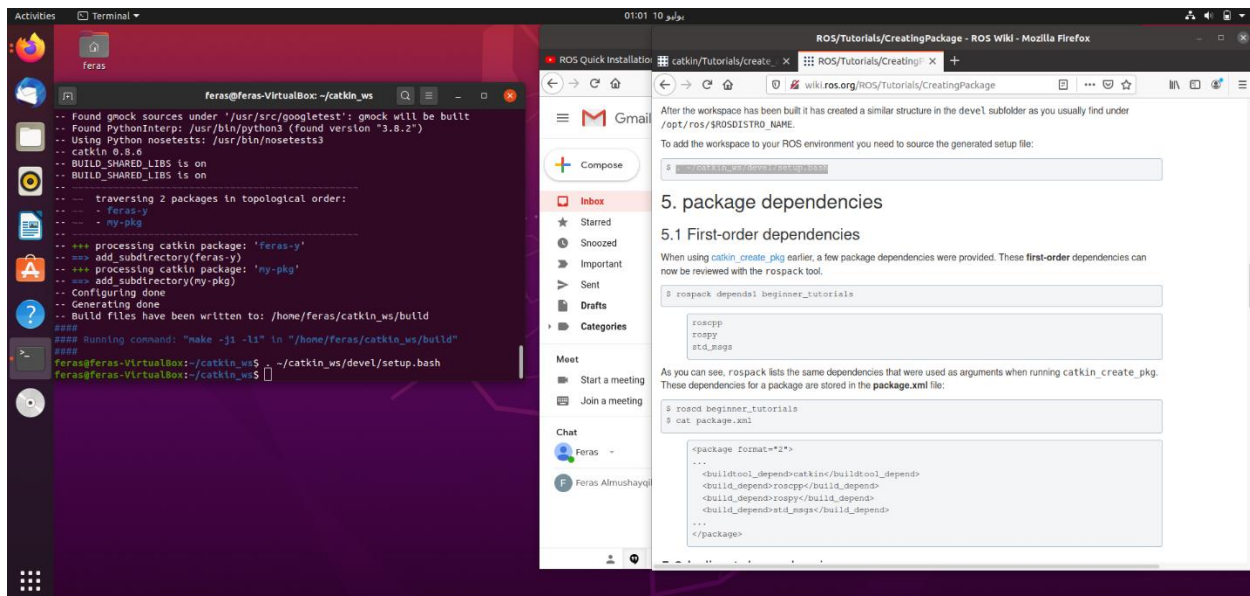 Activities
Terminal
01:01 10 يوليو
feras
feras@feras-VirtualBox: ~/catkin_ws
-- Found gmock sources under '/usr/src/googletest': gmock will be built
-- Found PythonInterp: /usr/bin/python3 (found version "3.8.2")
-- Using Python nosetests: /usr/bin/nosetests3
-- catkin 0.8.6
-- BUILD_SHARED_LIBS is on
-- BUILD_SHARED_LIBS is on
-- ~~~~~~~~~~~~~~~~~~~~~~~~~~~~~~~~~~~~~~~~~~~~~~~~~
-- ~~  traversing 2 packages in topological order:
-- ~~  - feras-y
-- ~~  - my-pkg
-- ~~~~~~~~~~~~~~~~~~~~~~~~~~~~~~~~~~~~~~~~~~~~~~~~~
-- +++ processing catkin package: 'feras-y'
-- ==> add_subdirectory(feras-y)
-- +++ processing catkin package: 'my-pkg'
-- ==> add_subdirectory(my-pkg)
-- Configuring done
-- Generating done
-- Build files have been written to: /home/feras/catkin_ws/build
####
#### Running command: "make -j1 -l1" in "/home/feras/catkin_ws/build"
####
feras@feras-VirtualBox:~/catkin_ws$ . ~/catkin_ws/devel/setup.bash
feras@feras-VirtualBox:~/catkin_ws$
ROS Quick Installation
Gmail
Compose
Inbox
Starred
Snoozed
Important
Sent
Drafts
Categories
Meet
Start a meeting
Join a meeting
Chat
Feras
F
Feras Almushayqi
ROS/Tutorials/CreatingPackage - ROS Wiki - Mozilla Firefox
catkin/Tutorials/create_
ROS/Tutorials/CreatingP
wiki.ros.org/ROS/Tutorials/CreatingPackage
After the workspace has been built it has created a similar structure in the devel subfolder as you usually find under
/opt/ros/$ROSDISTRO_NAME.
To add the workspace to your ROS environment you need to source the generated setup file:
$ . ~/catkin_ws/devel/setup.bash
5. package dependencies
5.1 First-order dependencies
When using catkin_create_pkg earlier, a few package dependencies were provided. These first-order dependencies can
now be reviewed with the rospack tool.
$ rospack depends1 beginner_tutorials
roscpp
rospy
std_msgs
As you can see, rospack lists the same dependencies that were used as arguments when running catkin_create_pkg.
These dependencies for a package are stored in the package.xml file:
$ roscd beginner_tutorials
$ cat package.xml
<package format="2">
...
<buildtool_depend>catkin</buildtool_depend>
<build_depend>roscpp</build_depend>
<build_depend>rospy</build_depend>
<build_depend>std_msgs</build_depend>
...
</package>